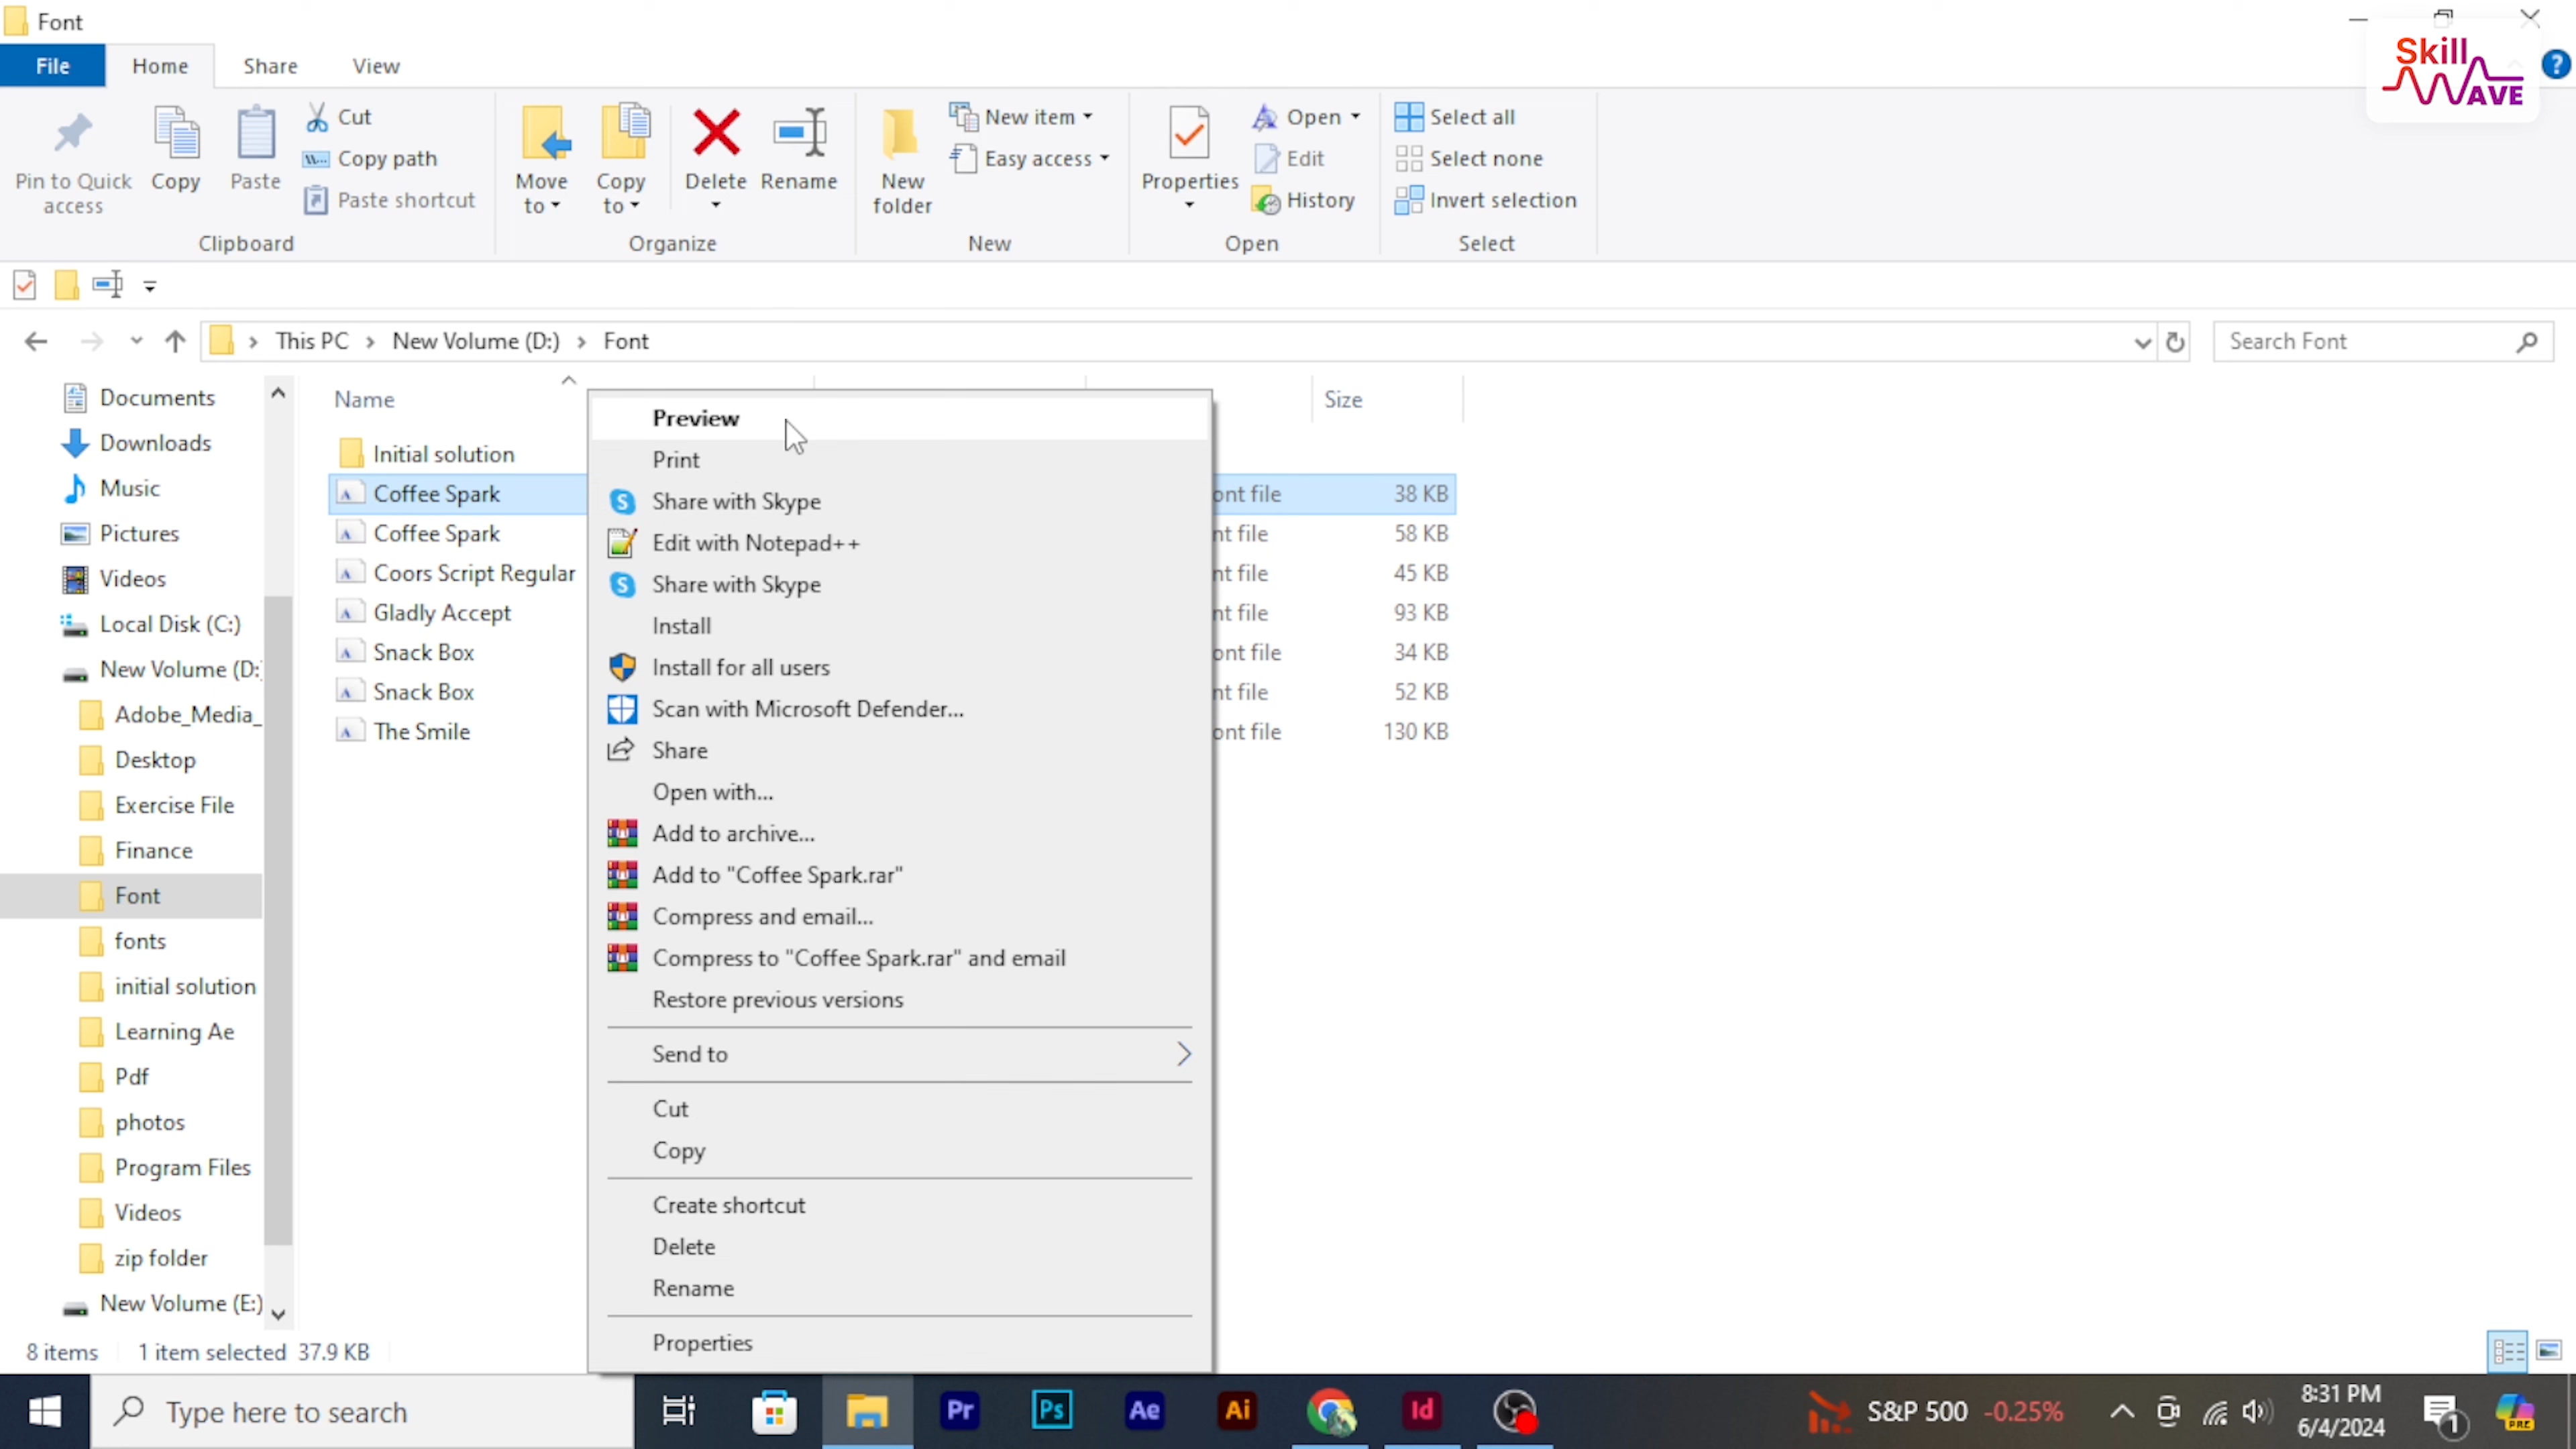 Font
Skill
WAVE
File Home Share View
Pin to Quick access
Copy
Paste
Cut
Copy path
Paste shortcut
Clipboard
Move to
Copy to
Delete
Rename
Organize
New folder
New item
Easy access
New
Properties
Open
Edit
History
Open
Select all
Select none
Invert selection
Select
This PC > New Volume (D:) > Font
Search Font
Documents
Downloads
Music
Pictures
Videos
Local Disk (C:)
New Volume (D:
Adobe_Media_
Desktop
Exercise File
Finance
Font
fonts
initial solution
Learning Ae
Pdf
photos
Program Files
Videos
zip folder
New Volume (E:)
Name Size
Initial solution
Coffee Spark ont file 38 KB
Coffee Spark nt file 58 KB
Coors Script Regular nt file 45 KB
Gladly Accept nt file 93 KB
Snack Box ont file 34 KB
Snack Box nt file 52 KB
The Smile ont file 130 KB
Preview
Print
Share with Skype
Edit with Notepad++
Share with Skype
Install
Install for all users
Scan with Microsoft Defender...
Share
Open with...
Add to archive...
Add to "Coffee Spark.rar"
Compress and email...
Compress to "Coffee Spark.rar" and email
Restore previous versions
Send to
Cut
Copy
Create shortcut
Delete
Rename
Properties
8 items 1 item selected 37.9 KB
Type here to search
Pr
Ps
Ae
Ai
Id
S&P 500 -0.25%
8:31 PM
6/4/2024
1
PRE